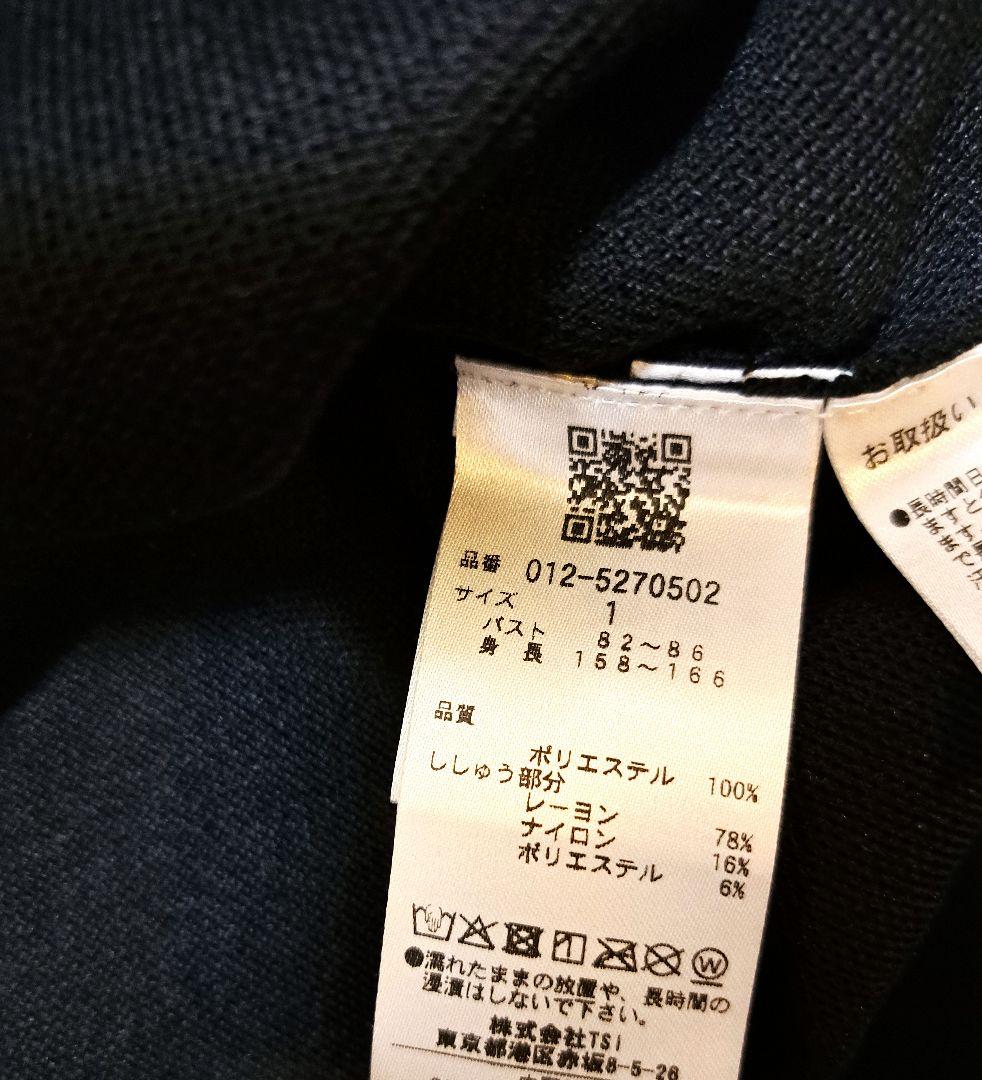 品番 012-5270502
サイズ 1
バスト 82～86
身長 158～166
品質
ポリエステル 100%
ししゅう部分
レーヨン 78%
ナイロン 16%
ポリエステル 6%
W
●濡れたままの放置や、長時間の
浸漬はしないで下さい。
株式会社TSI
東京都港区赤坂8-5-26
お取扱い